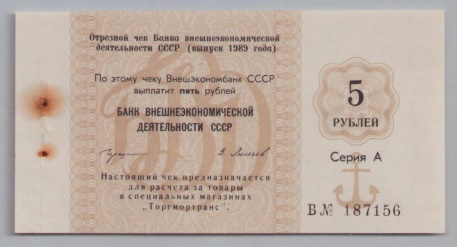 Отрезной чек Банка внешнеэкономической
деятельности СССР (выпуск 1989 года)
По этому чеку Внешэкономбанк СССР
выплатит пять рублей
БАНК ВНЕШНЕЭКОНОМИЧЕСКОЙ
ДЕЯТЕЛЬНОСТИ СССР
Настоящий чек предназначается
для расчета за товары
в специальных магазинах
„Торгмортранс".
5
РУБЛЕЙ
Серия А
Б № 187156